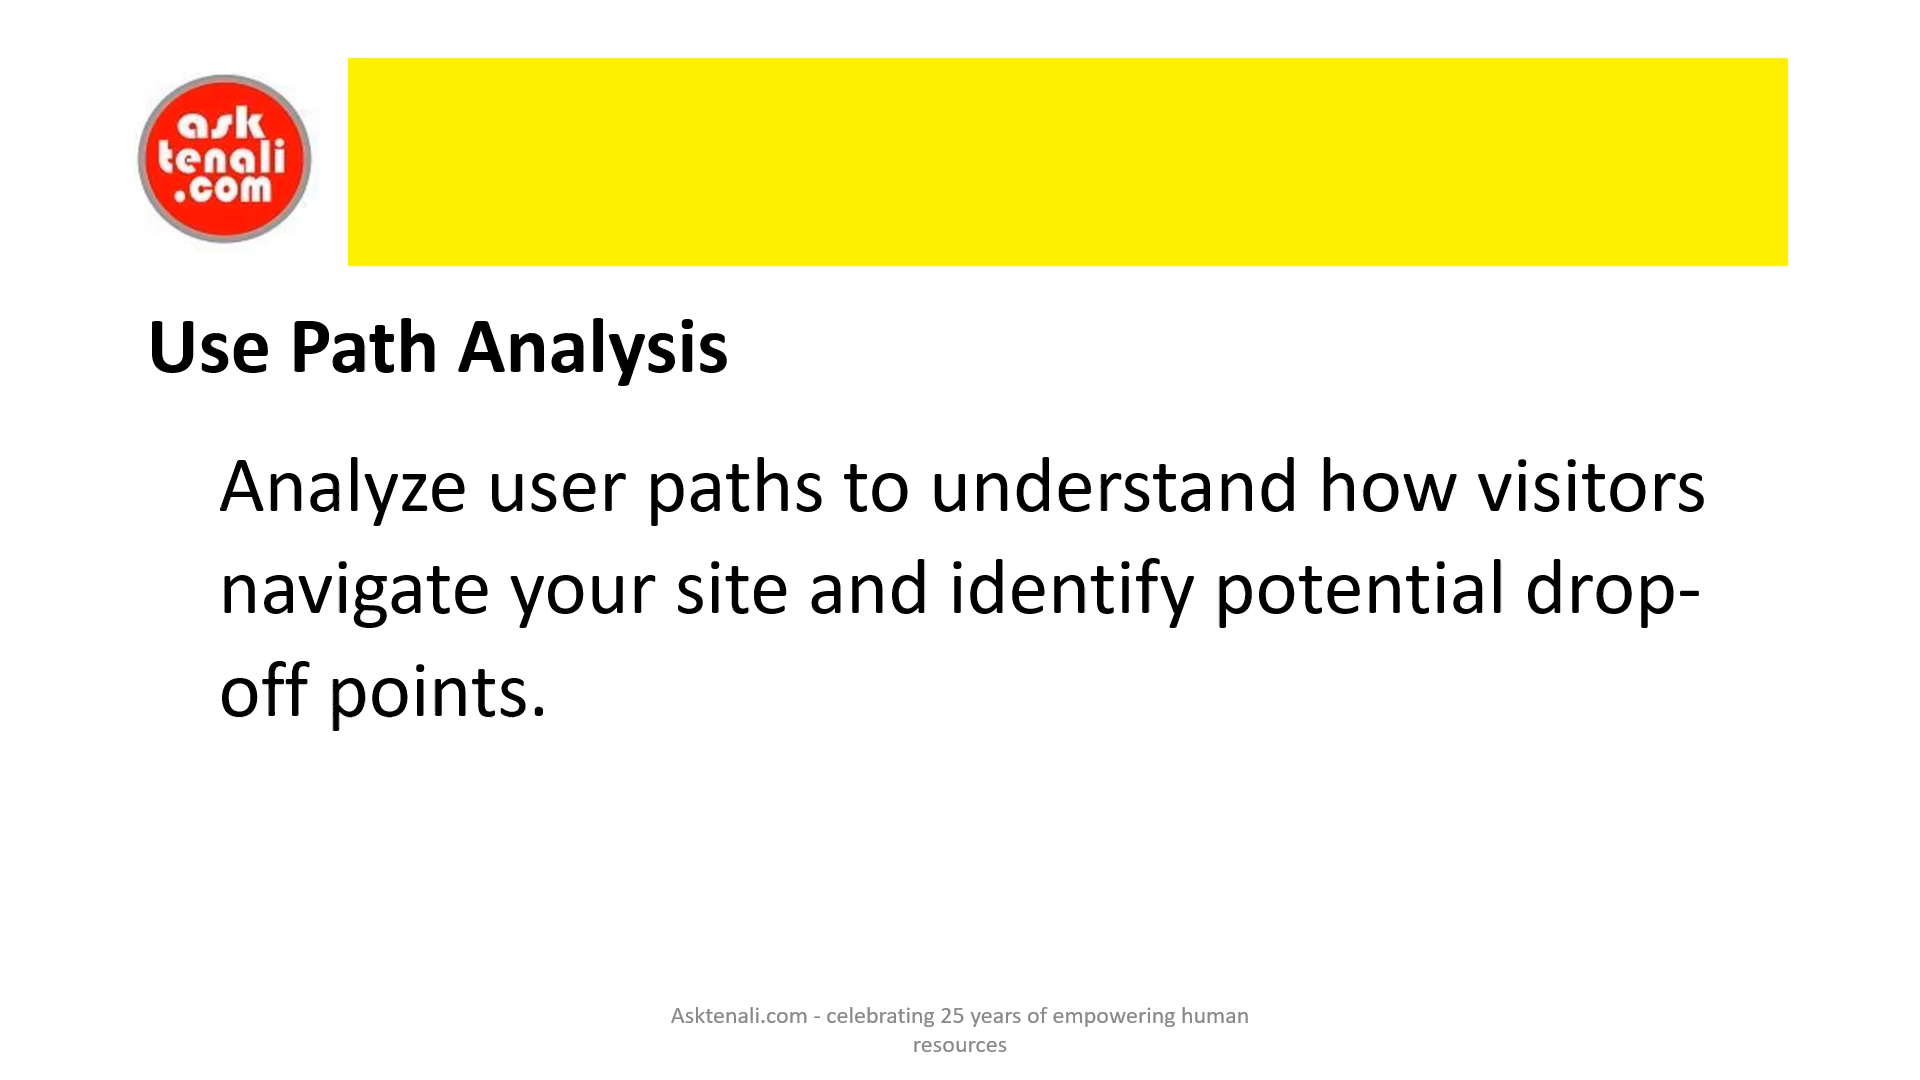 ask
tenali
.com
Use Path Analysis
Analyze user paths to understand how visitors
navigate your site and identify potential drop-
off points.
Asktenali.com - celebrating 25 years of empowering human
resources